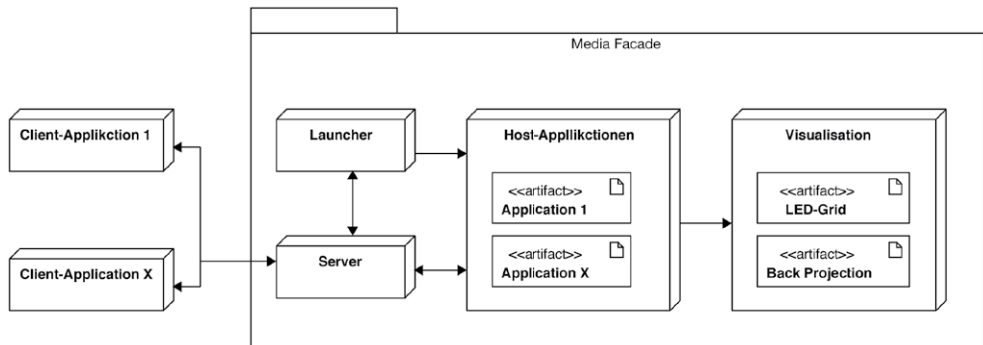 Media Facade
Client-Applikction 1
Launcher
Host-Appllikctionen
Visualisation
<<artifact>>
Application 1
<<artifact>>
LED-Grid
Client-Application X
Server
<<artifact>>
Application X
<<artifact>>
Back Projection